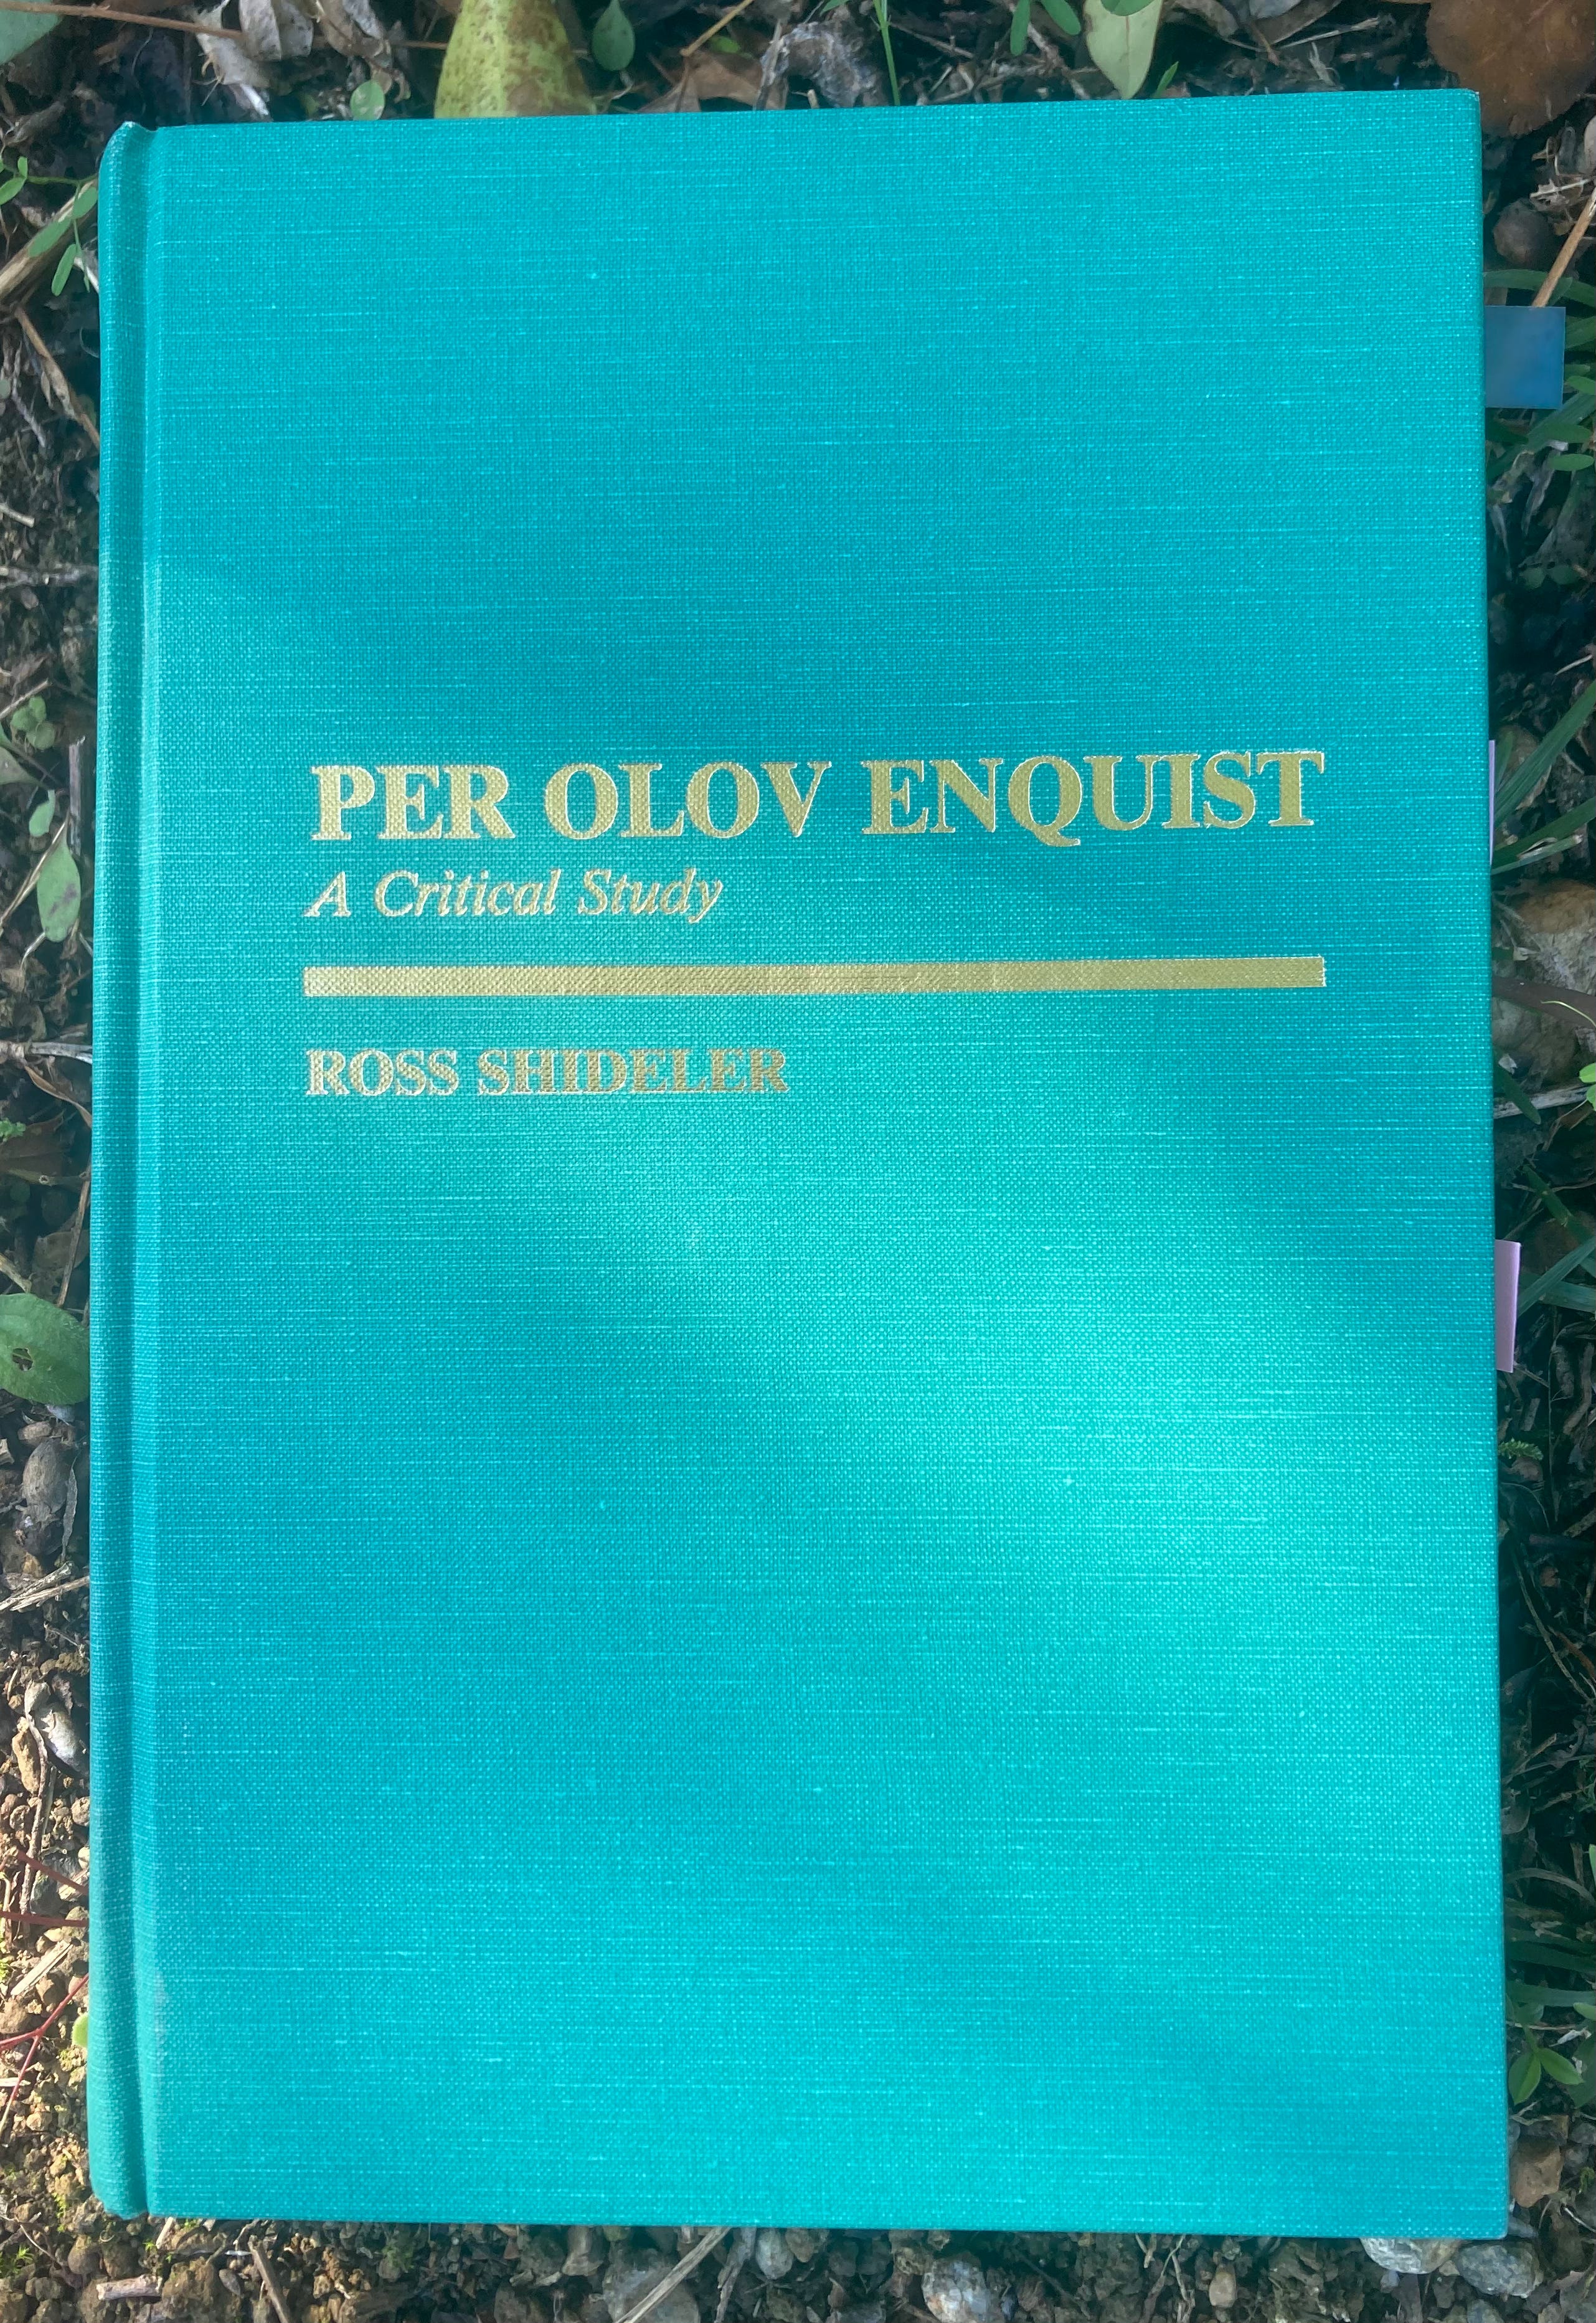 PER OLOV ENQUIST
A Critical Study
ROSS SHIDELER